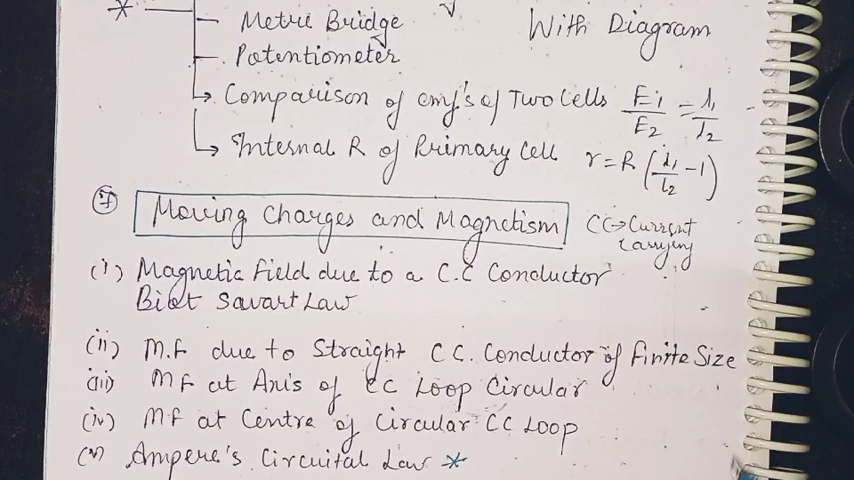 * Metre Bridge With Diagram
Potentiometer
Comparison of emf's of Two Cells E1/E2 = l1/l2
Internal R of Primary Cell r = R (l1/l2 - 1)
Moving Charges and Magnetism CC→Current
Carrying
(i) Magnetic Field due to a C.C Conductor
Biot Savart Law
(ii) M.F due to Straight C C. Conductor of Finite Size
(iii) MF at Axis of CC Loop Circular
(iv) MF at Centre of Circular CC Loop
(v) Ampere's Circuital Law *